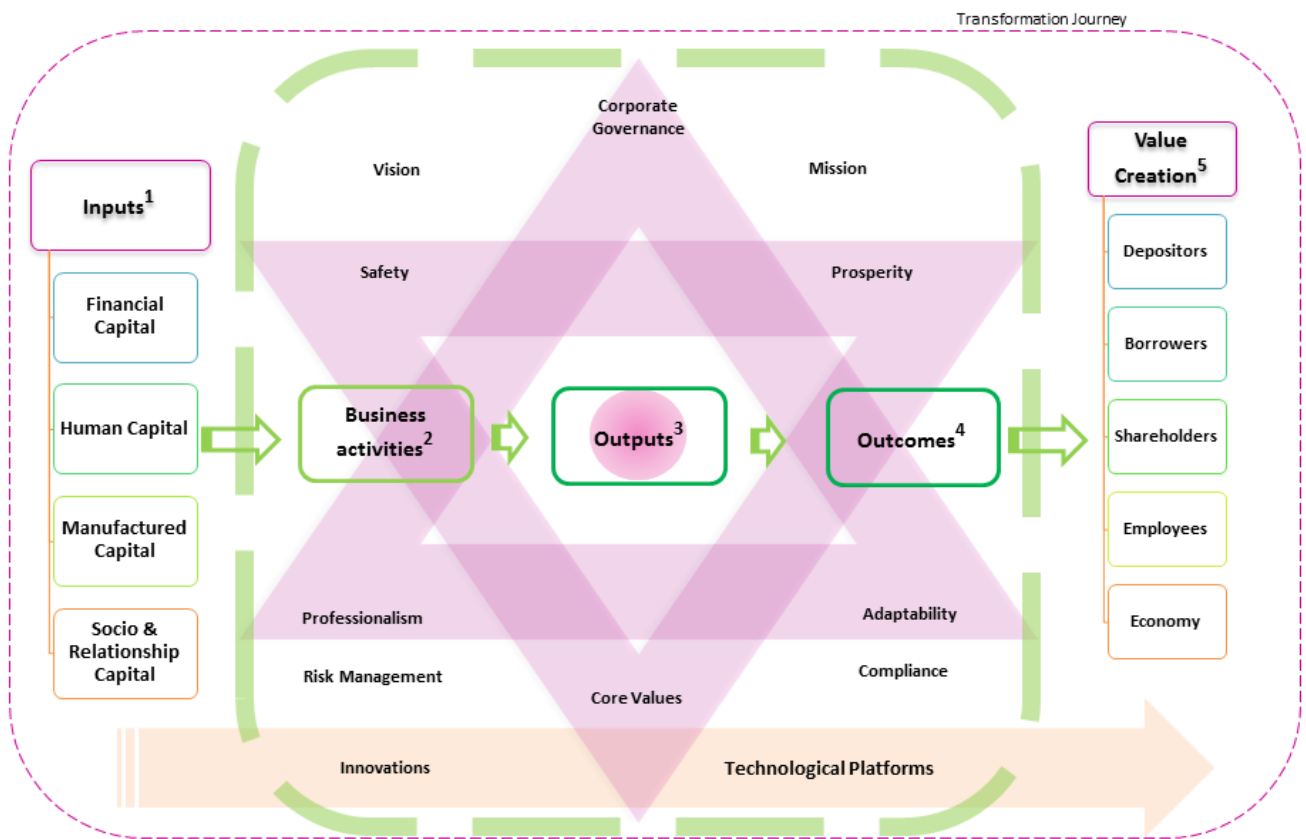 Transformation Journey
Corporate
Governance
Vision
Mission
Inputs1
Value
Creation5
Safety
Prosperity
Financial
Capital
Human Capital
Manufactured
Capital
Socio &
Relationship
Capital
Business
activities2
Outputs3
Outcomes4
Depositors
Borrowers
Shareholders
Employees
Economy
Professionalism
Adaptability
Risk Management
Core Values
Compliance
Innovations
Technological Platforms